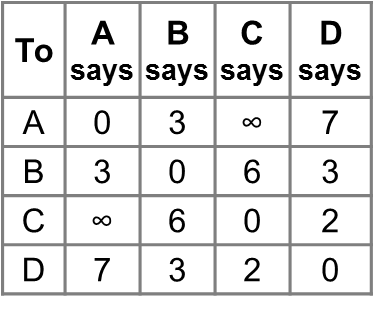 To A says B says C says D says
A 0 3 ∞ 7
B 3 0 6 3
C ∞ 6 0 2
D 7 3 2 0